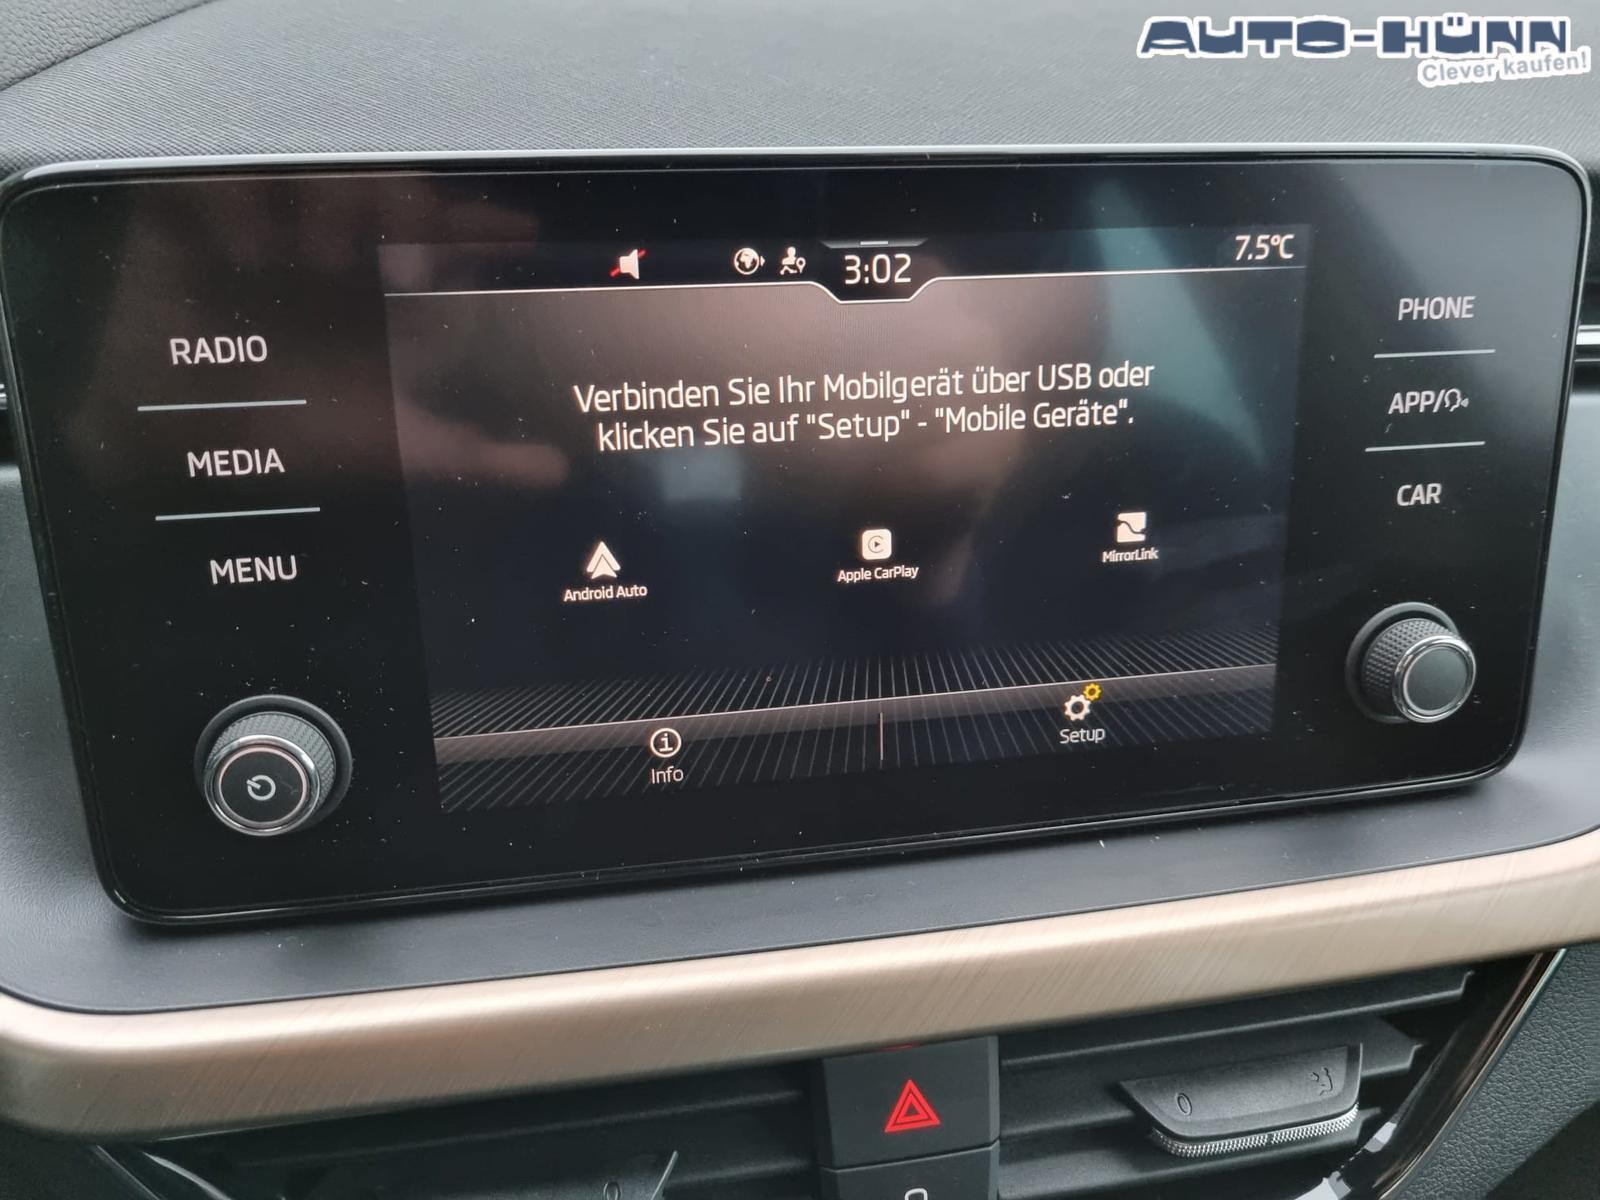 AUTO-HÜNN
Clever kaufen!
3:02
7.5°C
RADIO
MEDIA
MENU
PHONE
APP/
CAR
Verbinden Sie Ihr Mobilgerät über USB oder
klicken Sie auf "Setup" - "Mobile Geräte".
Android Auto
Apple CarPlay
MirrorLink
Info
Setup